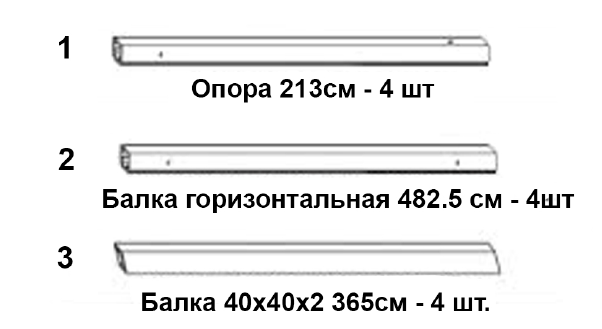 1
Опора 213см - 4 шт
2
Балка горизонтальная 482.5 см - 4шт
3
Балка 40х40х2 365см - 4 шт.